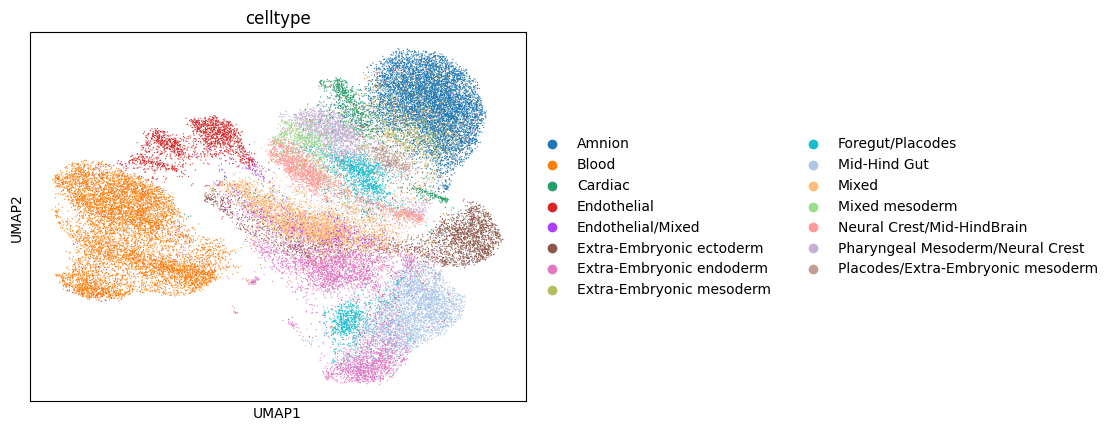 celltype
UMAP2
UMAP1
Amnion
Blood
Cardiac
Endothelial
Endothelial/Mixed
Extra-Embryonic ectoderm
Extra-Embryonic endoderm
Extra-Embryonic mesoderm
Foregut/Placodes
Mid-Hind Gut
Mixed
Mixed mesoderm
Neural Crest/Mid-HindBrain
Pharyngeal Mesoderm/Neural Crest
Placodes/Extra-Embryonic mesoderm